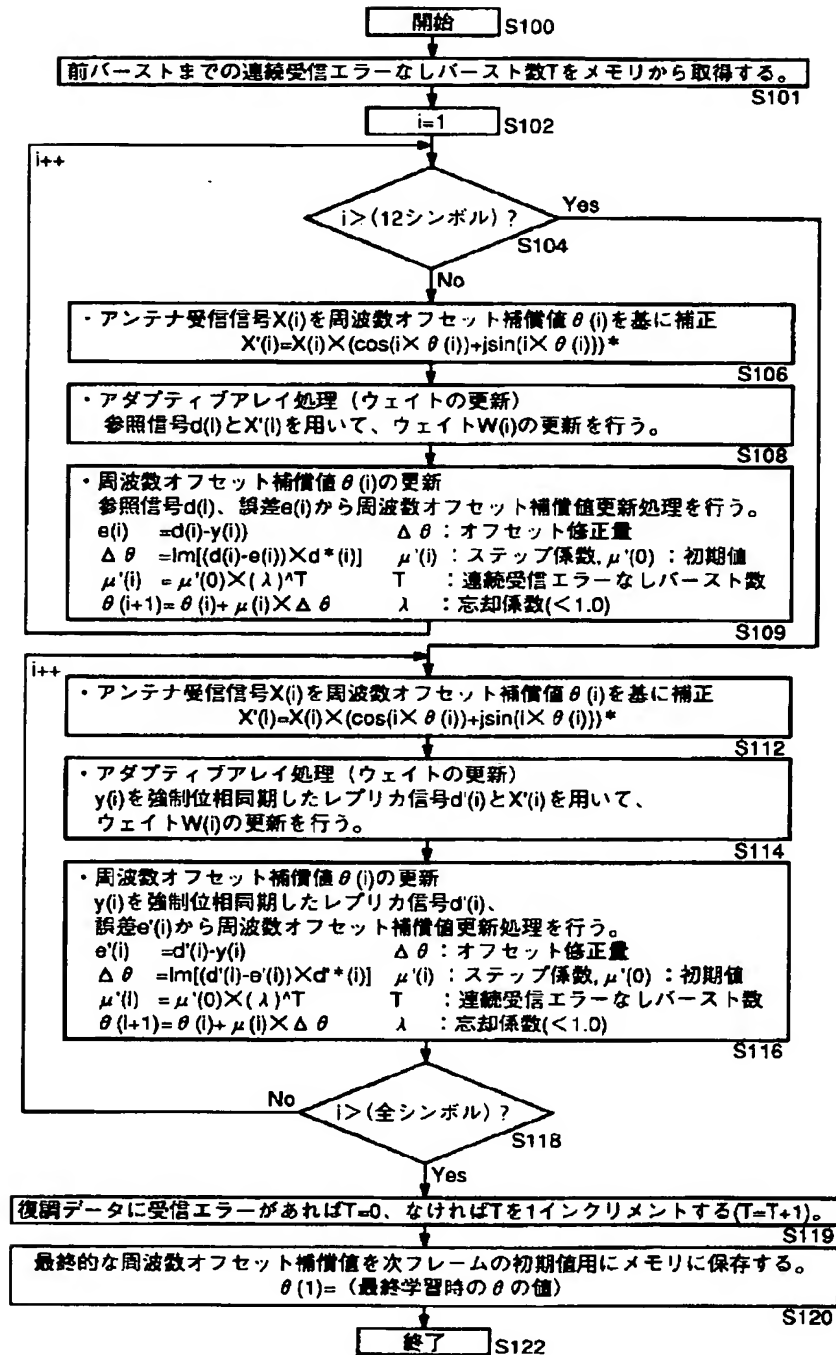 開始 S100
前バーストまでの連続受信エラーなしバースト数Tをメモリから取得する。
S101
i=1 S102
i++
i＞(12シンボル)？ Yes
S104
No
・アンテナ受信信号X(i)を周波数オフセット補償値θ(i)を基に補正
X'(i)=X(i)×(cos(i×θ(i))+jsin(i×θ(i)))*
S106
・アダプティブアレイ処理（ウェイトの更新）
参照信号d(i)とX'(i)を用いて、ウェイトW(i)の更新を行う。
S108
・周波数オフセット補償値θ(i)の更新
参照信号d(i)、誤差e(i)から周波数オフセット補償値更新処理を行う。
e(i) =d(i)-y(i)) Δθ：オフセット修正量
Δθ =Im[(d(i)-e(i))×d*(i)] μ'(i)：ステップ係数,μ'(0)：初期値
μ'(i) =μ'(0)×(λ)^T T ：連続受信エラーなしバースト数
θ(i+1)=θ(i)+μ(i)×Δθ λ ：忘却係数(＜1.0)
S109
i++
・アンテナ受信信号X(i)を周波数オフセット補償値θ(i)を基に補正
X'(i)=X(i)×(cos(i×θ(i))+jsin(i×θ(i)))*
S112
・アダプティブアレイ処理（ウェイトの更新）
y(i)を強制位相同期したレプリカ信号d'(i)とX'(i)を用いて、
ウェイトW(i)の更新を行う。
S114
・周波数オフセット補償値θ(i)の更新
y(i)を強制位相同期したレプリカ信号d'(i)、
誤差e'(i)から周波数オフセット補償値更新処理を行う。
e'(i) =d'(i)-y(i) Δθ：オフセット修正量
Δθ =Im[(d'(i)-e'(i))×d'*(i)] μ'(i)：ステップ係数,μ'(0)：初期値
μ'(i) =μ'(0)×(λ)^T T ：連続受信エラーなしバースト数
θ(i+1)=θ(i)+μ(i)×Δθ λ ：忘却係数(＜1.0)
S116
No i＞(全シンボル)？
S118
Yes
復調データに受信エラーがあればT=0、なければTを1インクリメントする(T=T+1)。
S119
最終的な周波数オフセット補償値を次フレームの初期値用にメモリに保存する。
θ(1)=（最終学習時のθの値）
S120
終了 S122